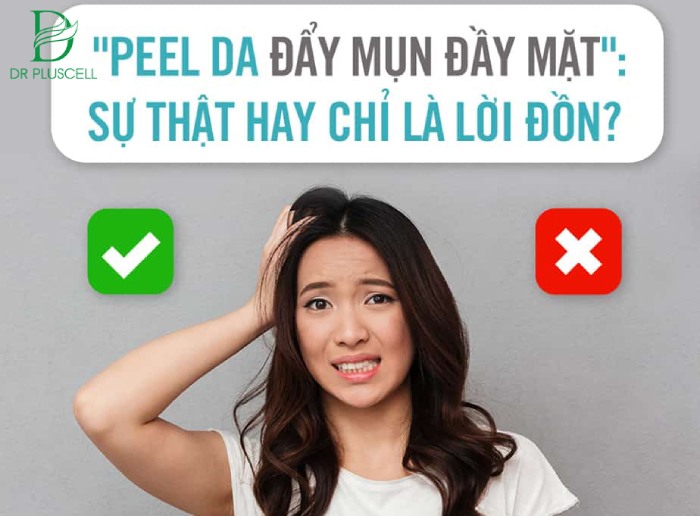 DR PLUSCELL
"PEEL DA ĐẨY MỤN ĐẦY MẶT":
SỰ THẬT HAY CHỈ LÀ LỜI ĐỒN?